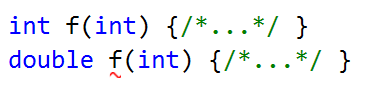 int f(int) {/*...*/ }
double f(int) {/*...*/ }